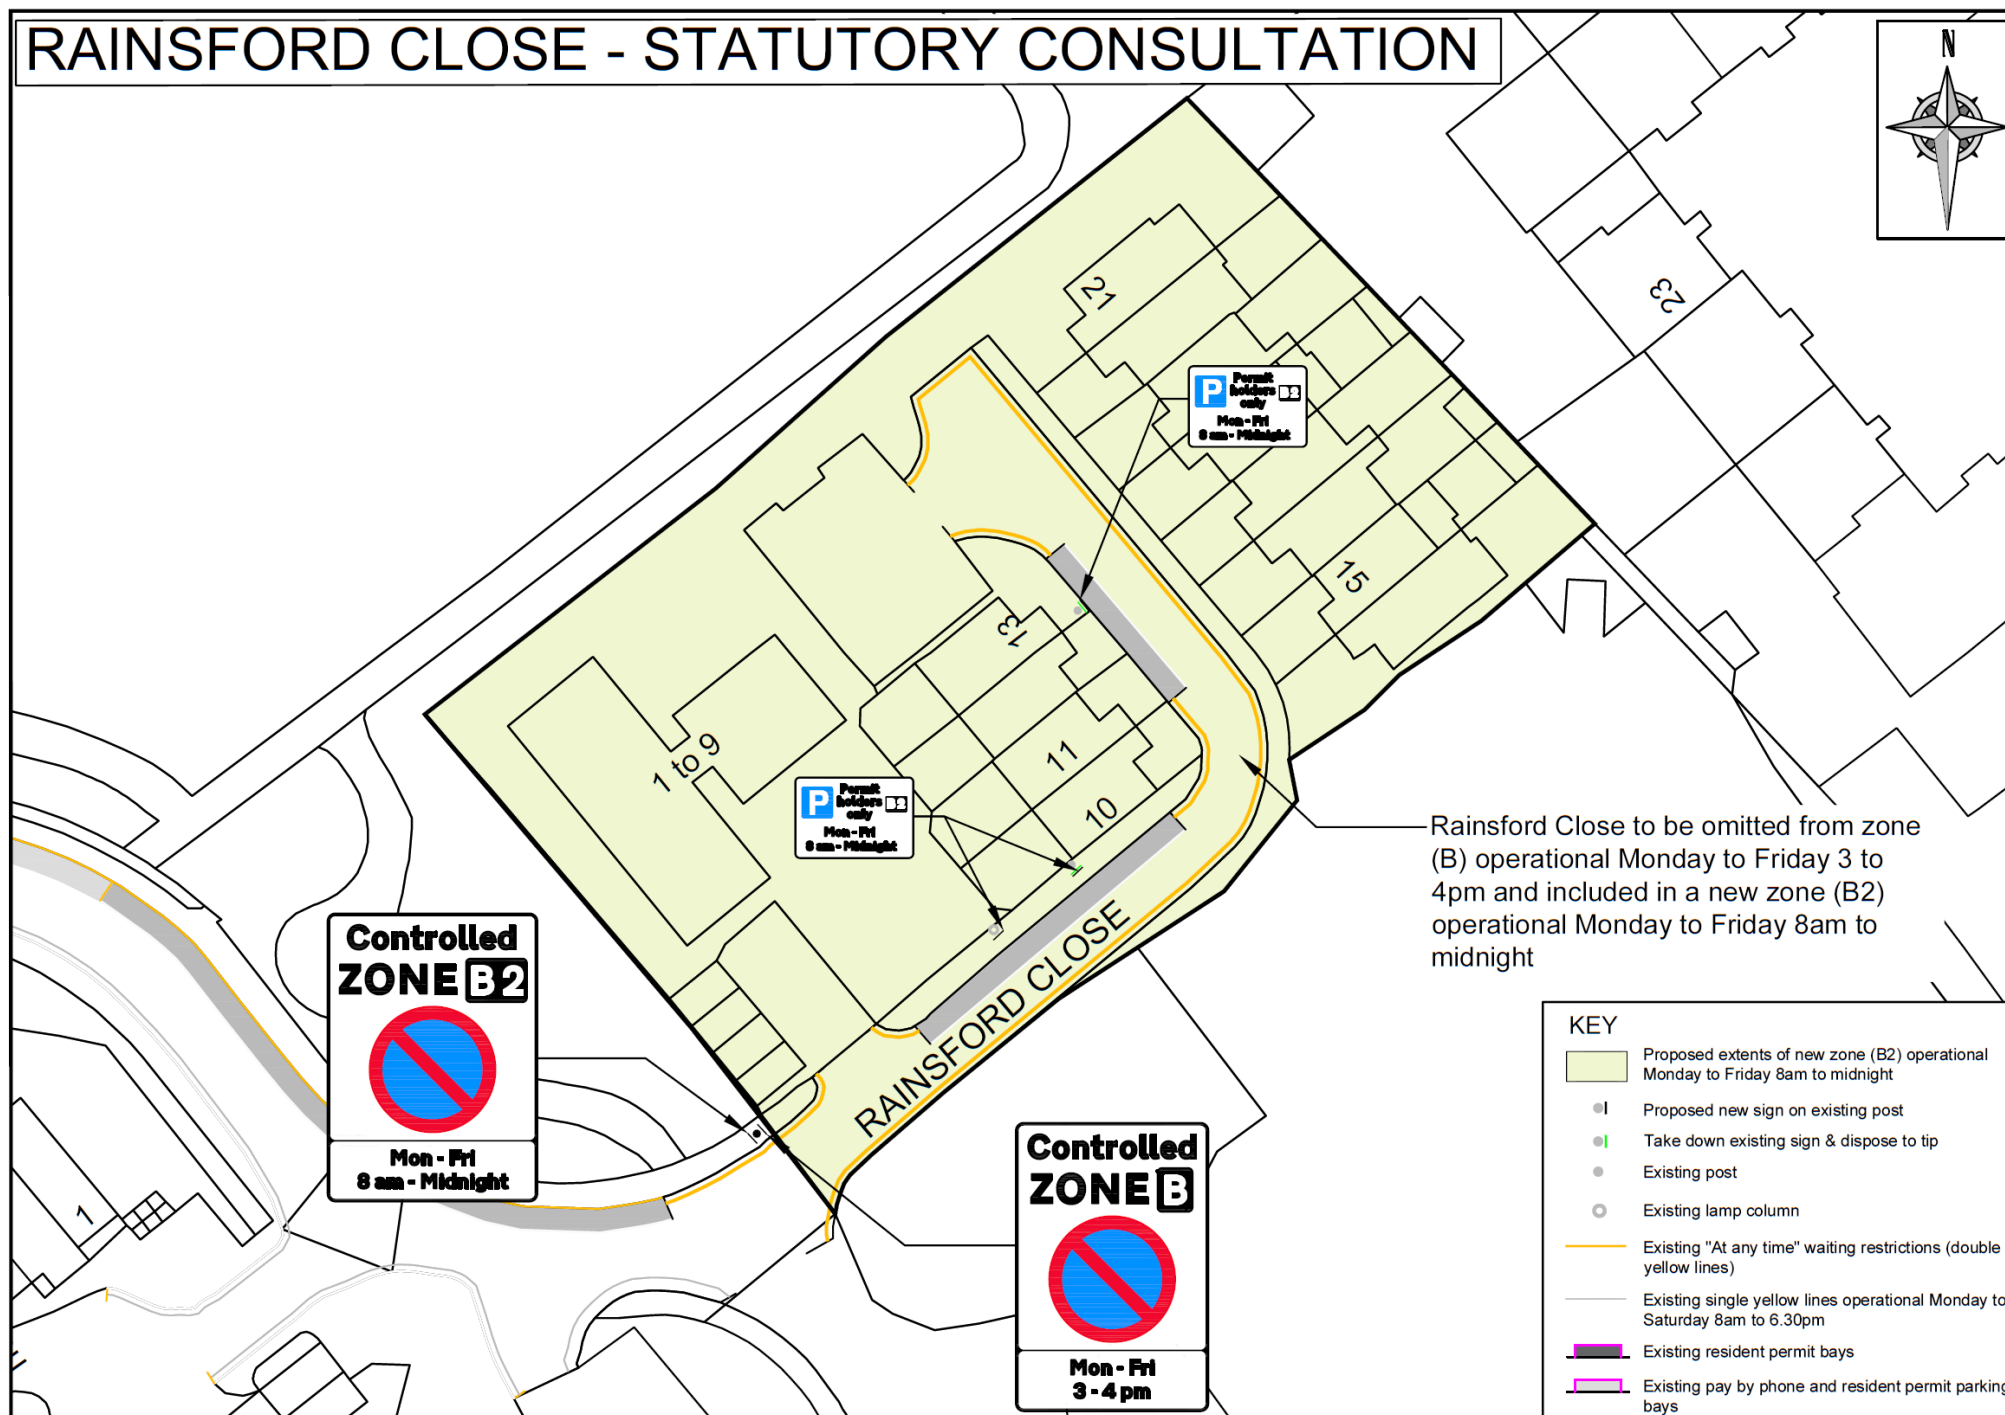 RAINSFORD CLOSE - STATUTORY CONSULTATION
N
21
23
P Permit
holders B2
only
Mon - Fri
8 am - Midnight
15
13
1 to 9
11
10
P Permit
holders B2
only
Mon - Fri
8 am - Midnight
Rainsford Close to be omitted from zone
(B) operational Monday to Friday 3 to
4pm and included in a new zone (B2)
operational Monday to Friday 8am to
midnight
RAINSFORD CLOSE
Controlled
ZONE B2
Mon - Fri
8 am - Midnight
Controlled
ZONE B
Mon - Fri
3 - 4 pm
1
KEY
Proposed extents of new zone (B2) operational
Monday to Friday 8am to midnight
Proposed new sign on existing post
Take down existing sign & dispose to tip
Existing post
Existing lamp column
Existing "At any time" waiting restrictions (double
yellow lines)
Existing single yellow lines operational Monday to
Saturday 8am to 6.30pm
Existing resident permit bays
Existing pay by phone and resident permit parking
bays